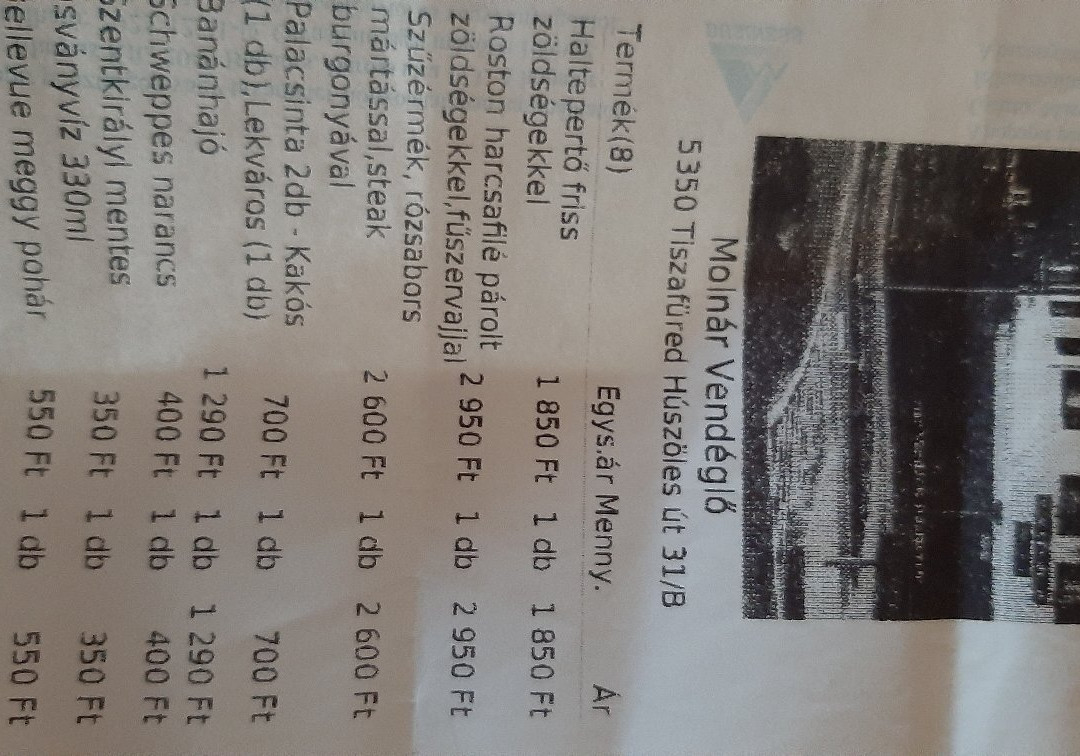 Molnár Vendéglő
5350 Tiszafüred Húszöles út 31/B
Termék(8) Egys.ár Menny. Ár
Haltepertő friss
zöldségekkel 1 850 Ft 1 db 1 850 Ft
Roston harcsafilé párolt
zöldségekkel,fűszervajjal 2 950 Ft 1 db 2 950 Ft
Szűzérmék, rózsabors
mártással,steak 2 600 Ft 1 db 2 600 Ft
burgonyával
Palacsinta 2db - Kakós
(1 db),Lekváros (1 db) 700 Ft 1 db 700 Ft
Banánhajó 1 290 Ft 1 db 1 290 Ft
Schweppes narancs 400 Ft 1 db 400 Ft
Szentkirályi mentes
ásványvíz 330ml 350 Ft 1 db 350 Ft
Bellevue meggy pohár 550 Ft 1 db 550 Ft